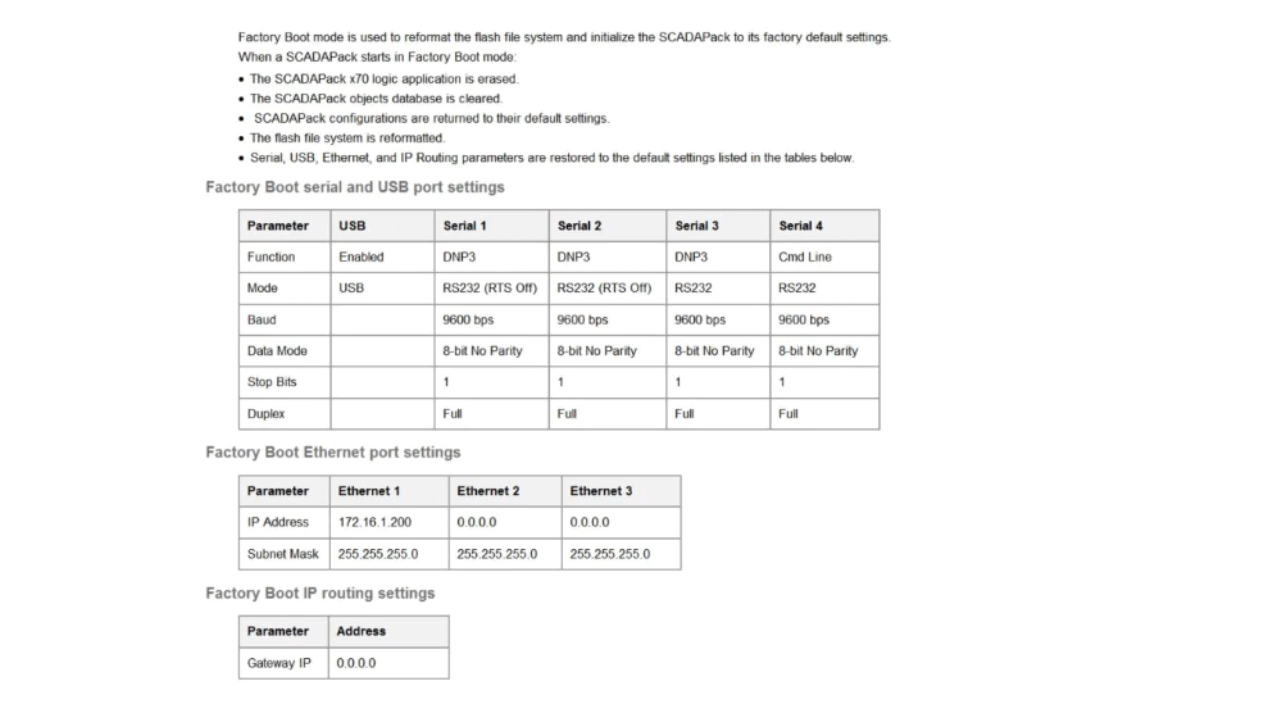 Factory Boot mode is used to reformat the flash file system and initialize the SCADAPack to its factory default settings.
When a SCADAPack starts in Factory Boot mode:
• The SCADAPack x70 logic application is erased.
• The SCADAPack objects database is cleared.
• SCADAPack configurations are returned to their default settings.
• The flash file system is reformatted.
• Serial, USB, Ethernet, and IP Routing parameters are restored to the default settings listed in the tables below.
Factory Boot serial and USB port settings
Parameter USB Serial 1 Serial 2 Serial 3 Serial 4
Function Enabled DNP3 DNP3 DNP3 Cmd Line
Mode USB RS232 (RTS Off) RS232 (RTS Off) RS232 RS232
Baud 9600 bps 9600 bps 9600 bps 9600 bps
Data Mode 8-bit No Parity 8-bit No Parity 8-bit No Parity 8-bit No Parity
Stop Bits 1 1 1 1
Duplex Full Full Full Full
Factory Boot Ethernet port settings
Parameter Ethernet 1 Ethernet 2 Ethernet 3
IP Address 172.16.1.200 0.0.0.0 0.0.0.0
Subnet Mask 255.255.255.0 255.255.255.0 255.255.255.0
Factory Boot IP routing settings
Parameter Address
Gateway IP 0.0.0.0